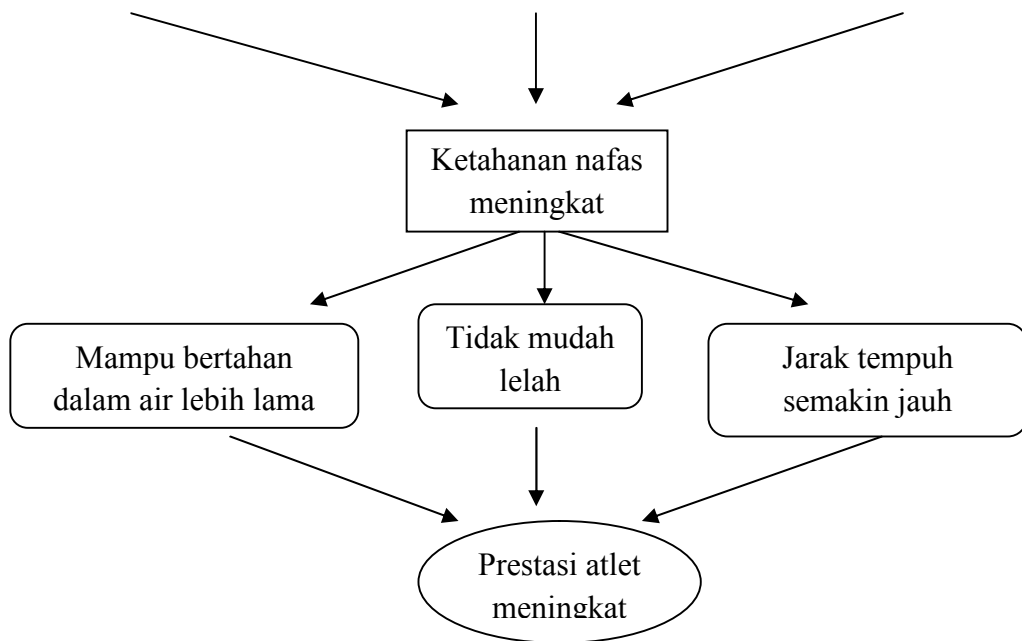 Ketahanan nafas
meningkat
Mampu bertahan
dalam air lebih lama
Tidak mudah
lelah
Jarak tempuh
semakin jauh
Prestasi atlet
meningkat